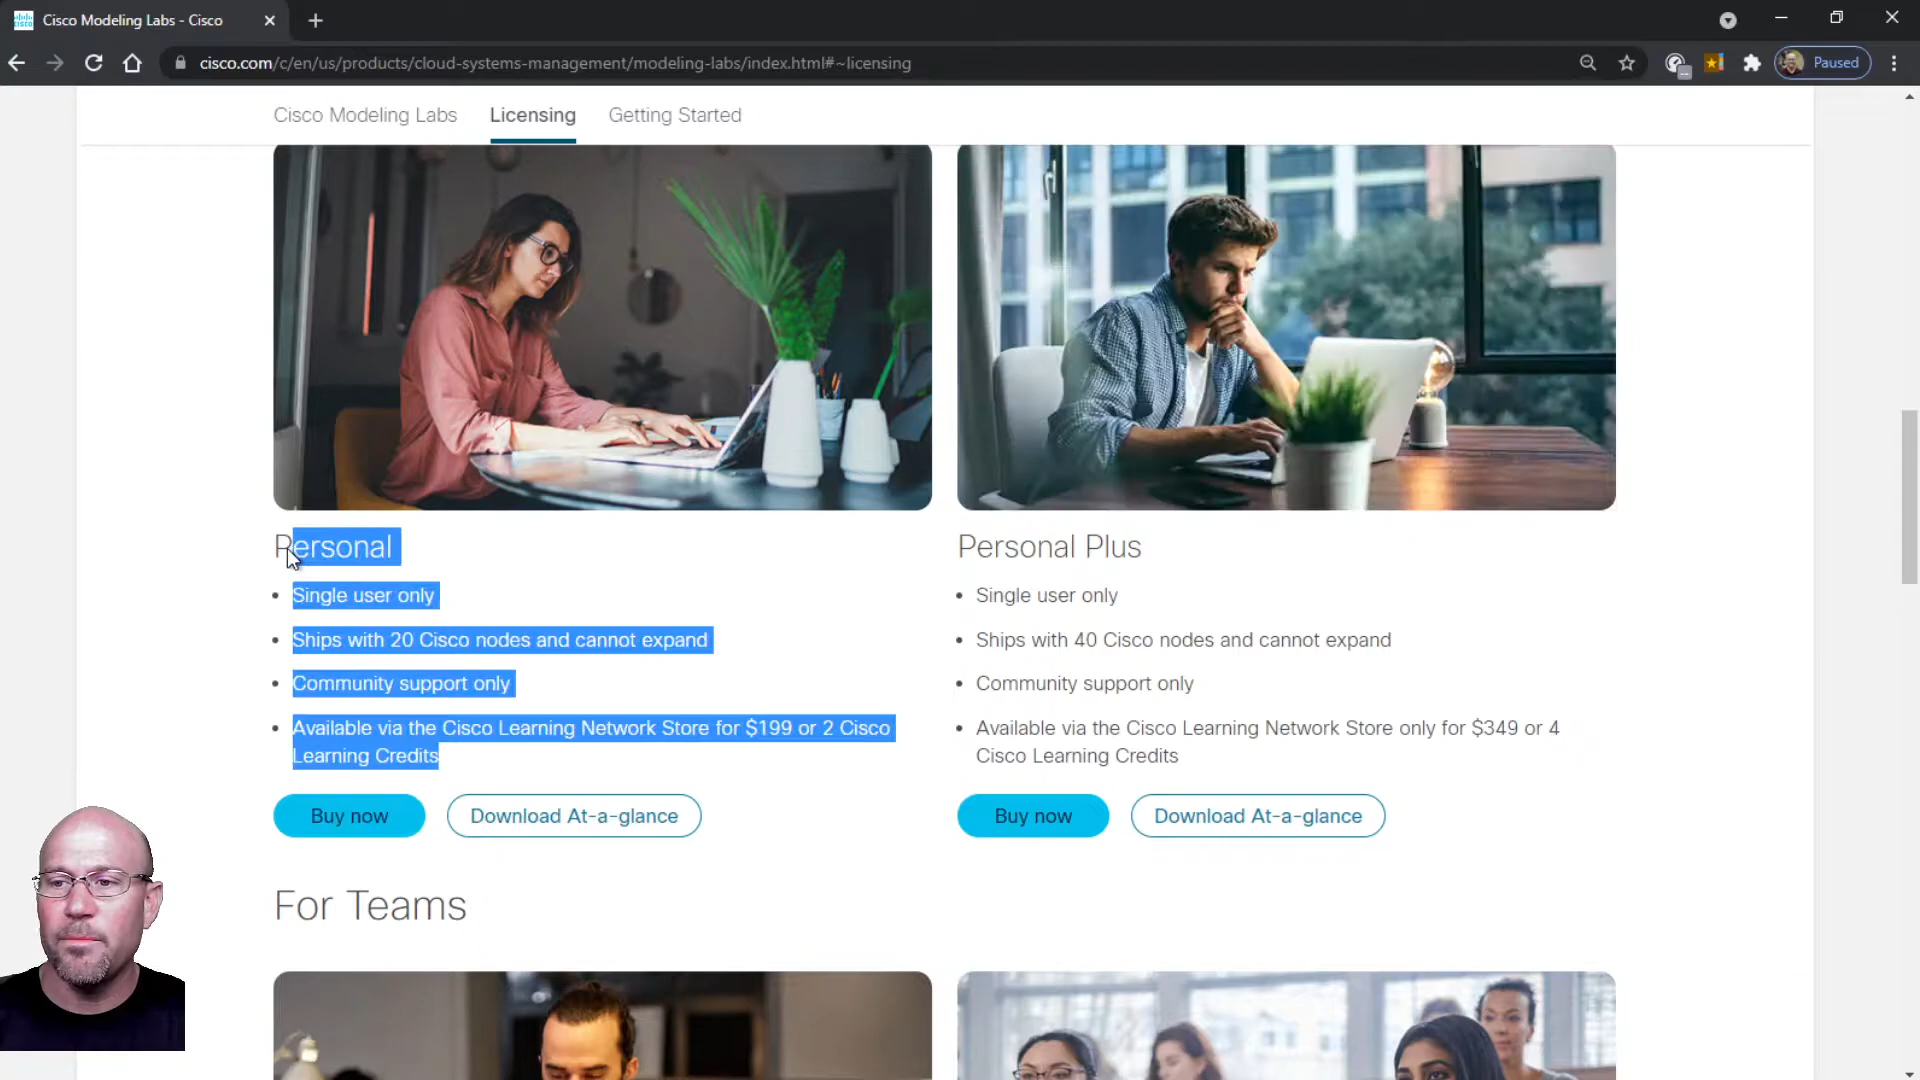 Cisco Modeling Labs - Cisco
cisco.com/c/en/us/products/cloud-systems-management/modeling-labs/index.html#~licensing
Paused
Cisco Modeling Labs
Licensing
Getting Started
Personal
• Single user only
• Ships with 20 Cisco nodes and cannot expand
• Community support only
• Available via the Cisco Learning Network Store for $199 or 2 Cisco
Learning Credits
Buy now
Download At-a-glance
Personal Plus
• Single user only
• Ships with 40 Cisco nodes and cannot expand
• Community support only
• Available via the Cisco Learning Network Store only for $349 or 4
Cisco Learning Credits
Buy now
Download At-a-glance
For Teams